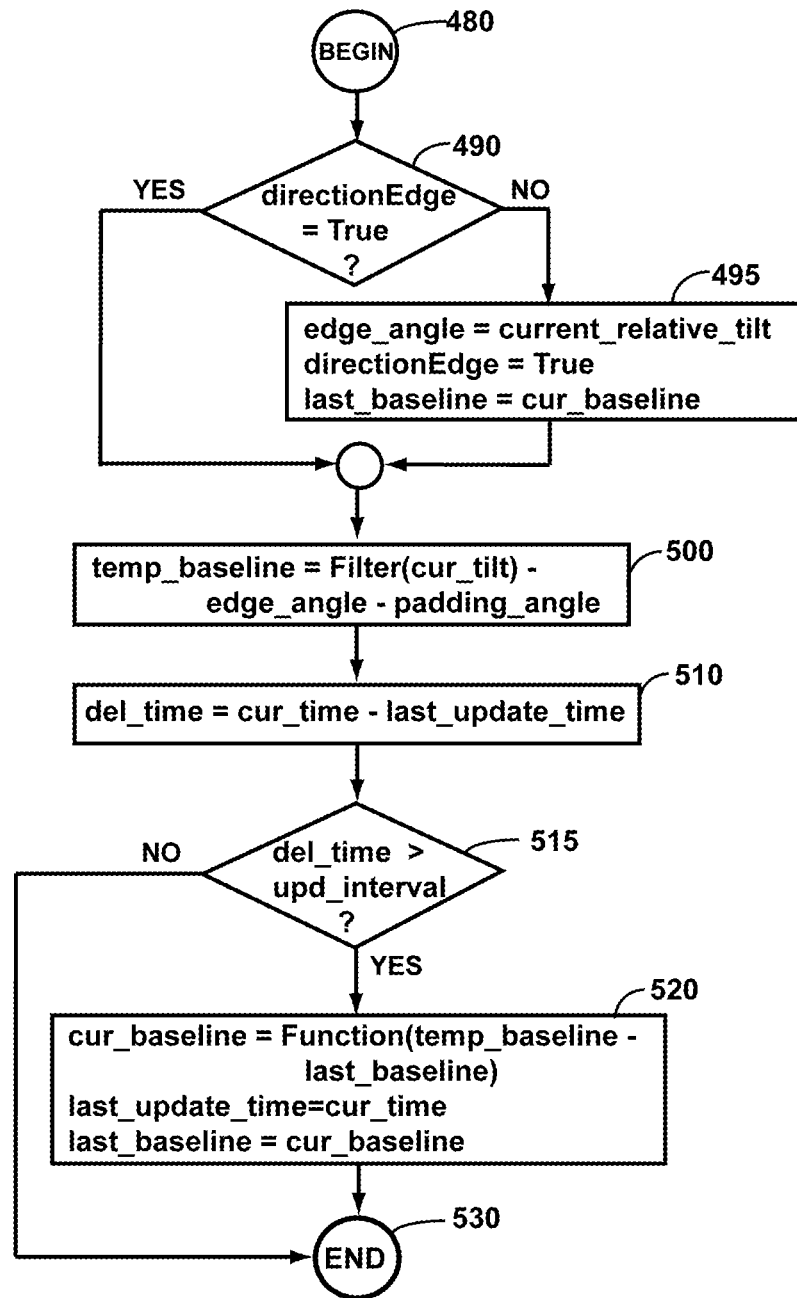 480
BEGIN
490
YES
NO
directionEdge
= True
?
495
edge_angle = current_relative_tilt
directionEdge = True
last_baseline = cur_baseline
500
temp_baseline = Filter(cur_tilt) -
edge_angle - padding_angle
510
del_time = cur_time - last_update_time
515
NO
del_time >
upd_interval
?
YES
520
cur_baseline = Function(temp_baseline -
last_baseline)
last_update_time=cur_time
last_baseline = cur_baseline
530
END